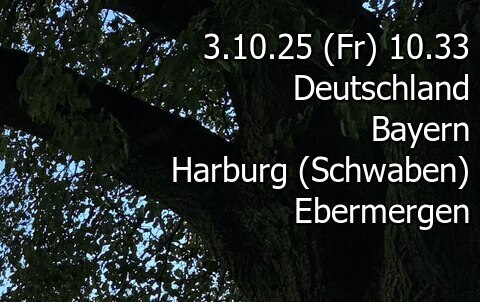 3.10.25 (Fr) 10.33
Deutschland
Bayern
Harburg (Schwaben)
Ebermergen